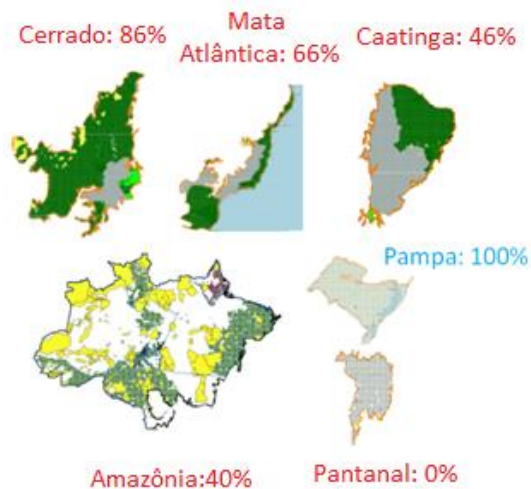 Cerrado: 86%
Mata
Atlântica: 66%
Caatinga: 46%
Pampa: 100%
Amazônia:40%
Pantanal: 0%